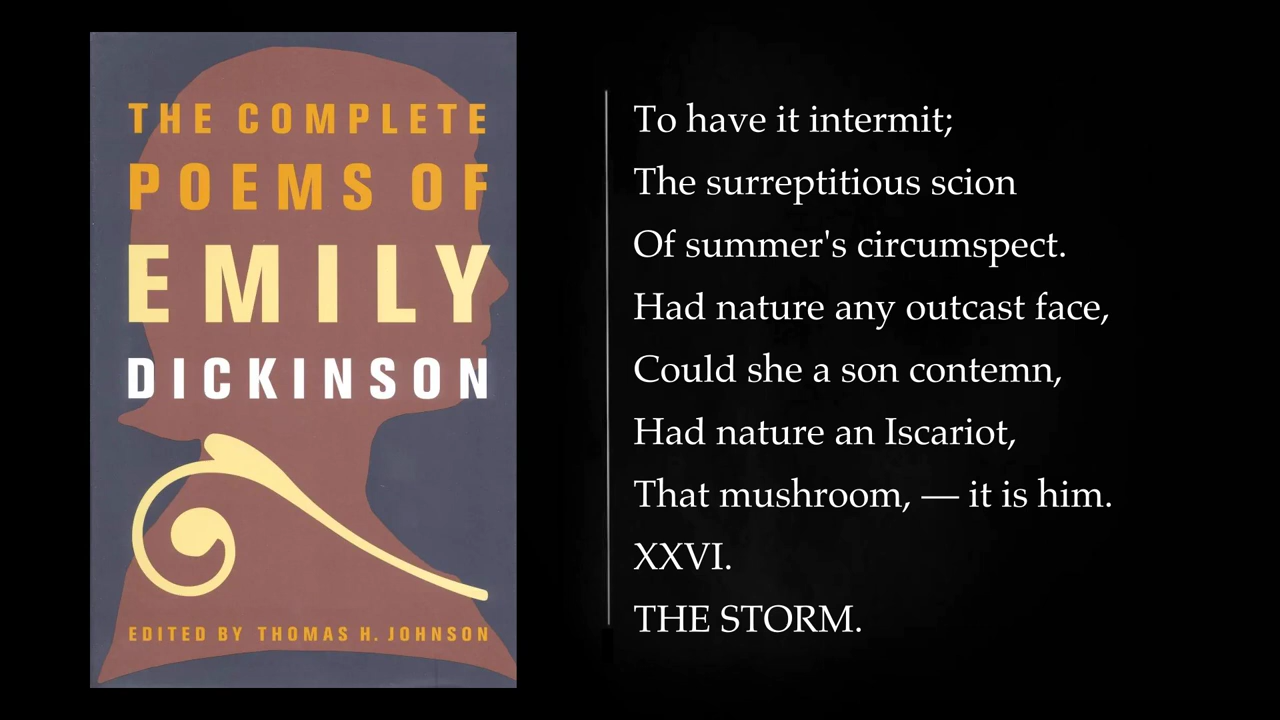 THE COMPLETE
POEMS OF
EMILY
DICKINSON
EDITED BY THOMAS H. JOHNSON
To have it intermit;
The surreptitious scion
Of summer's circumspect.
Had nature any outcast face,
Could she a son contemn,
Had nature an Iscariot,
That mushroom, — it is him.
XXVI.
THE STORM.